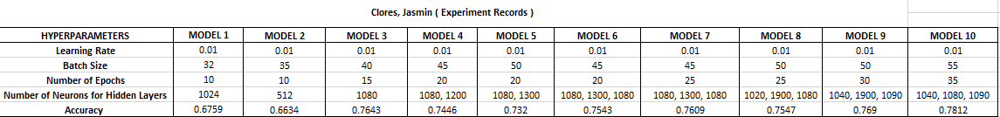 Clores, Jasmin ( Experiment Records )
HYPERPARAMETERS MODEL 1 MODEL 2 MODEL 3 MODEL 4 MODEL 5 MODEL 6 MODEL 7 MODEL 8 MODEL 9 MODEL 10
Learning Rate 0.01 0.01 0.01 0.01 0.01 0.01 0.01 0.01 0.01 0.01
Batch Size 32 35 40 45 50 45 45 50 50 55
Number of Epochs 10 10 15 20 20 20 25 25 30 35
Number of Neurons for Hidden Layers 1024 512 1080 1080, 1200 1080, 1300 1080, 1300, 1080 1080, 1300, 1080 1020, 1900, 1080 1040, 1900, 1090 1040, 1080, 1090
Accuracy 0.6759 0.6634 0.7643 0.7446 0.732 0.7543 0.7609 0.7547 0.769 0.7812